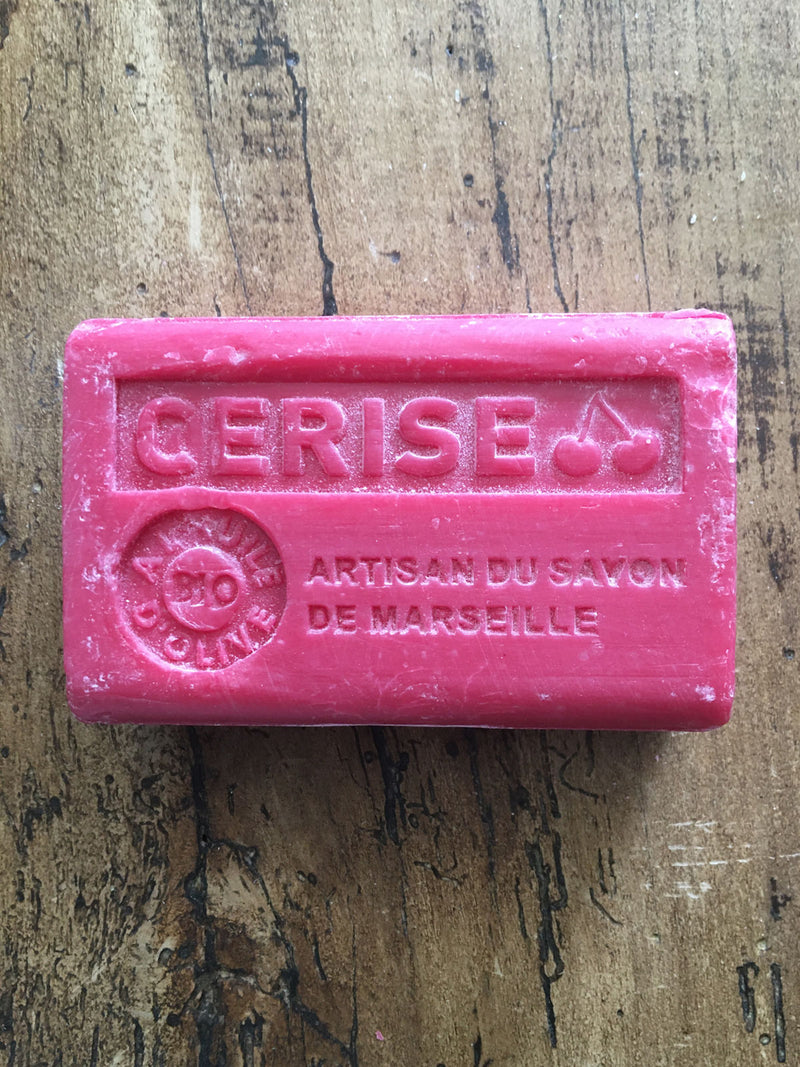 CERISE
A L'HUILE
BIO
D'OLIVE
ARTISAN DU SAVON
DE MARSEILLE